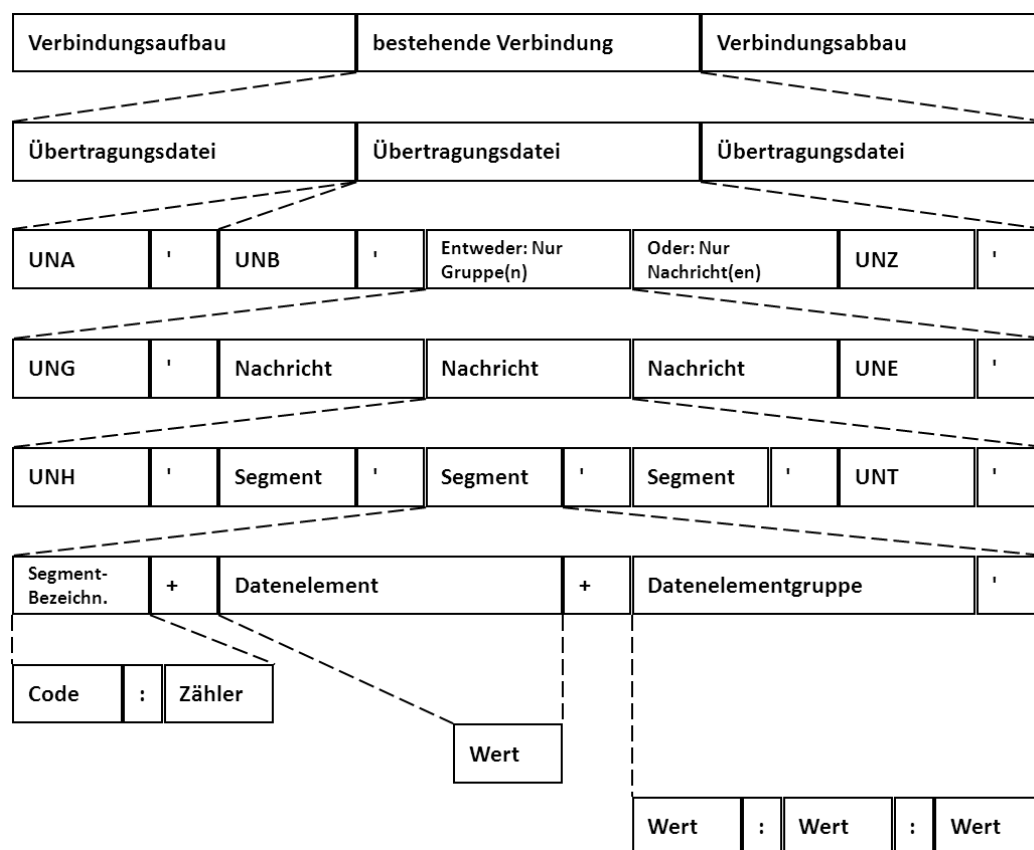 Verbindungsaufbau bestehende Verbindung Verbindungsabbau
Übertragungsdatei Übertragungsdatei Übertragungsdatei
UNA ' UNB ' Entweder: Nur Gruppe(n) Oder: Nur Nachricht(en) UNZ '
UNG ' Nachricht Nachricht Nachricht UNE '
UNH ' Segment ' Segment ' Segment ' UNT '
Segment-
Bezeichn. + Datenelement + Datenelementgruppe '
Code : Zähler
Wert
Wert : Wert : Wert